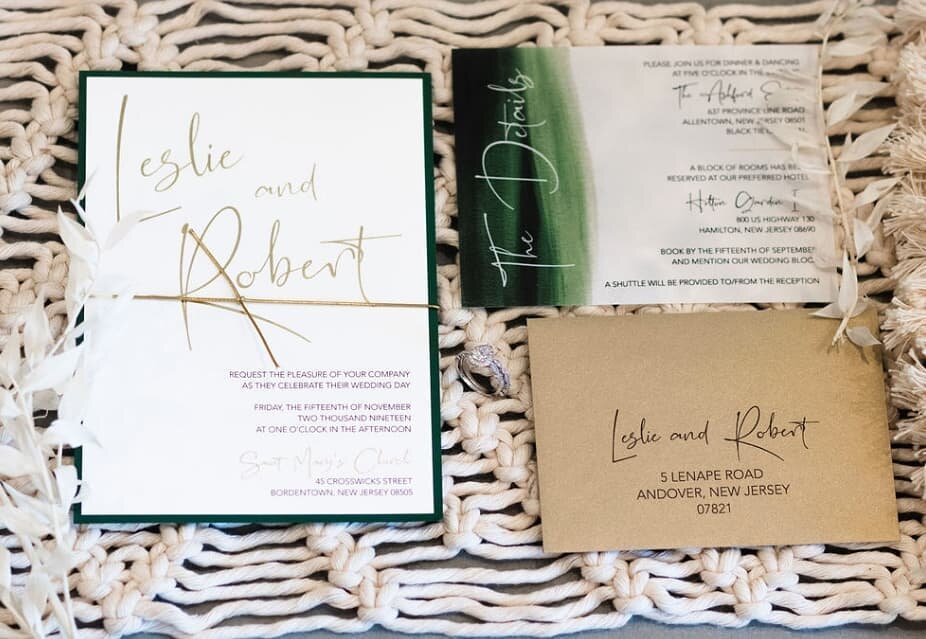 Leslie
and
Robert
REQUEST THE PLEASURE OF YOUR COMPANY
AS THEY CELEBRATE THEIR WEDDING DAY
FRIDAY, THE FIFTEENTH OF NOVEMBER
TWO THOUSAND NINETEEN
AT ONE O'CLOCK IN THE AFTERNOON
Saint Mary's Church
45 CROSSWICKS STREET
BORDENTOWN, NEW JERSEY 08505
The Details
PLEASE JOIN US FOR DINNER & DANCING
AT FIVE O'CLOCK IN THE
The Ashford
637 PROVINCE LINE ROAD
ALLENTOWN, NEW JERSEY 08501
BLACK TIE
A BLOCK OF ROOMS HAS BEE
RESERVED AT OUR PREFERRED HOTEL
Hilton Garden I
800 US HIGHWAY 130
HAMILTON, NEW JERSEY 08690
BOOK BY THE FIFTEENTH OF SEPTEMBE
AND MENTION OUR WEDDING BLOC
A SHUTTLE WILL BE PROVIDED TO/FROM THE RECEPTION
Leslie and Robert
5 LENAPE ROAD
ANDOVER, NEW JERSEY
07821